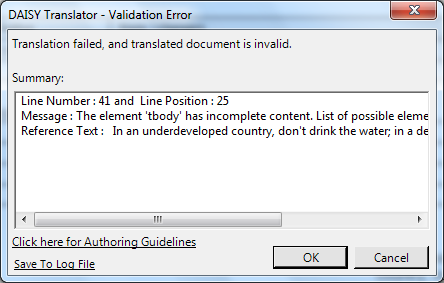 DAISY Translator - Validation Error
Translation failed, and translated document is invalid.
Summary:
Line Number : 41 and Line Position : 25
Message : The element 'tbody' has incomplete content. List of possible eleme
Reference Text : In an underdeveloped country, don't drink the water; in a de
Click here for Authoring Guidelines
Save To Log File
OK
Cancel